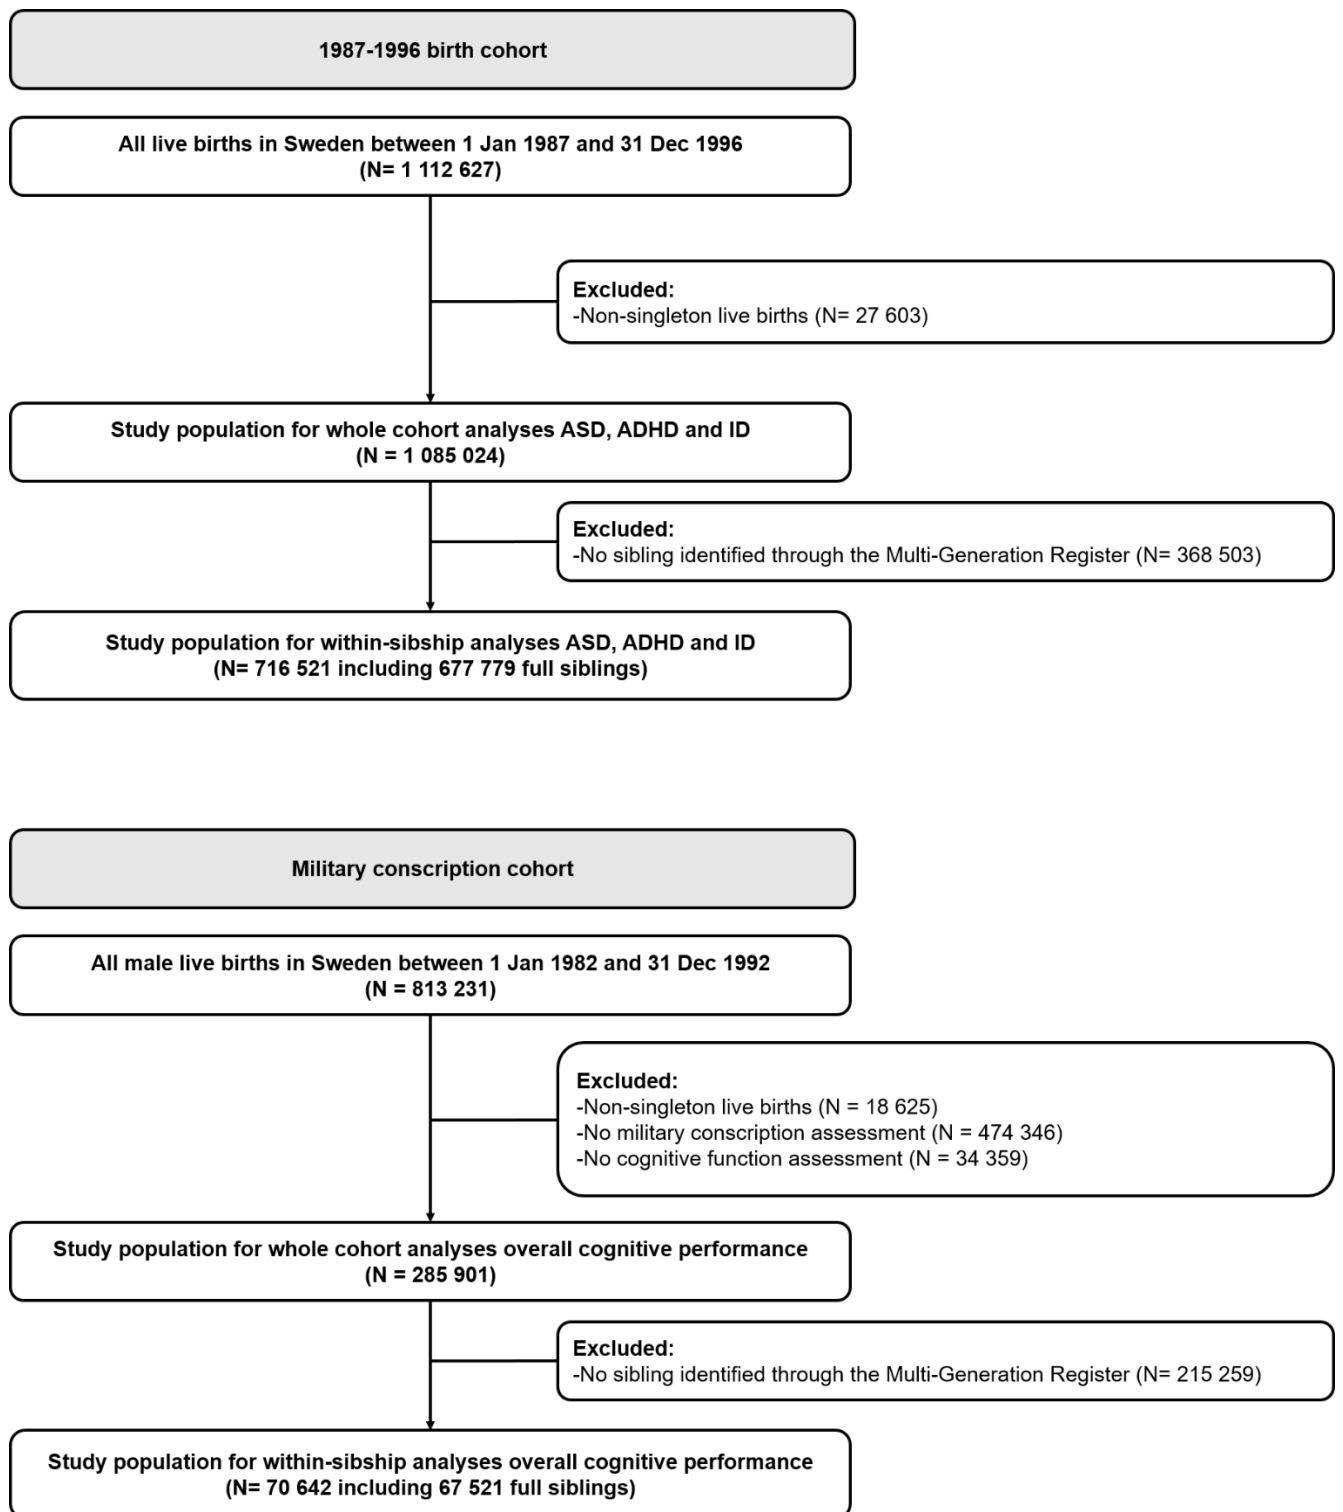 1987-1996 birth cohort
All live births in Sweden between 1 Jan 1987 and 31 Dec 1996
(N= 1 112 627)
Excluded:
-Non-singleton live births (N= 27 603)
Study population for whole cohort analyses ASD, ADHD and ID
(N = 1 085 024)
Excluded:
-No sibling identified through the Multi-Generation Register (N= 368 503)
Study population for within-sibship analyses ASD, ADHD and ID
(N= 716 521 including 677 779 full siblings)
Military conscription cohort
All male live births in Sweden between 1 Jan 1982 and 31 Dec 1992
(N = 813 231)
Excluded:
-Non-singleton live births (N = 18 625)
-No military conscription assessment (N = 474 346)
-No cognitive function assessment (N = 34 359)
Study population for whole cohort analyses overall cognitive performance
(N = 285 901)
Excluded:
-No sibling identified through the Multi-Generation Register (N= 215 259)
Study population for within-sibship analyses overall cognitive performance
(N= 70 642 including 67 521 full siblings)